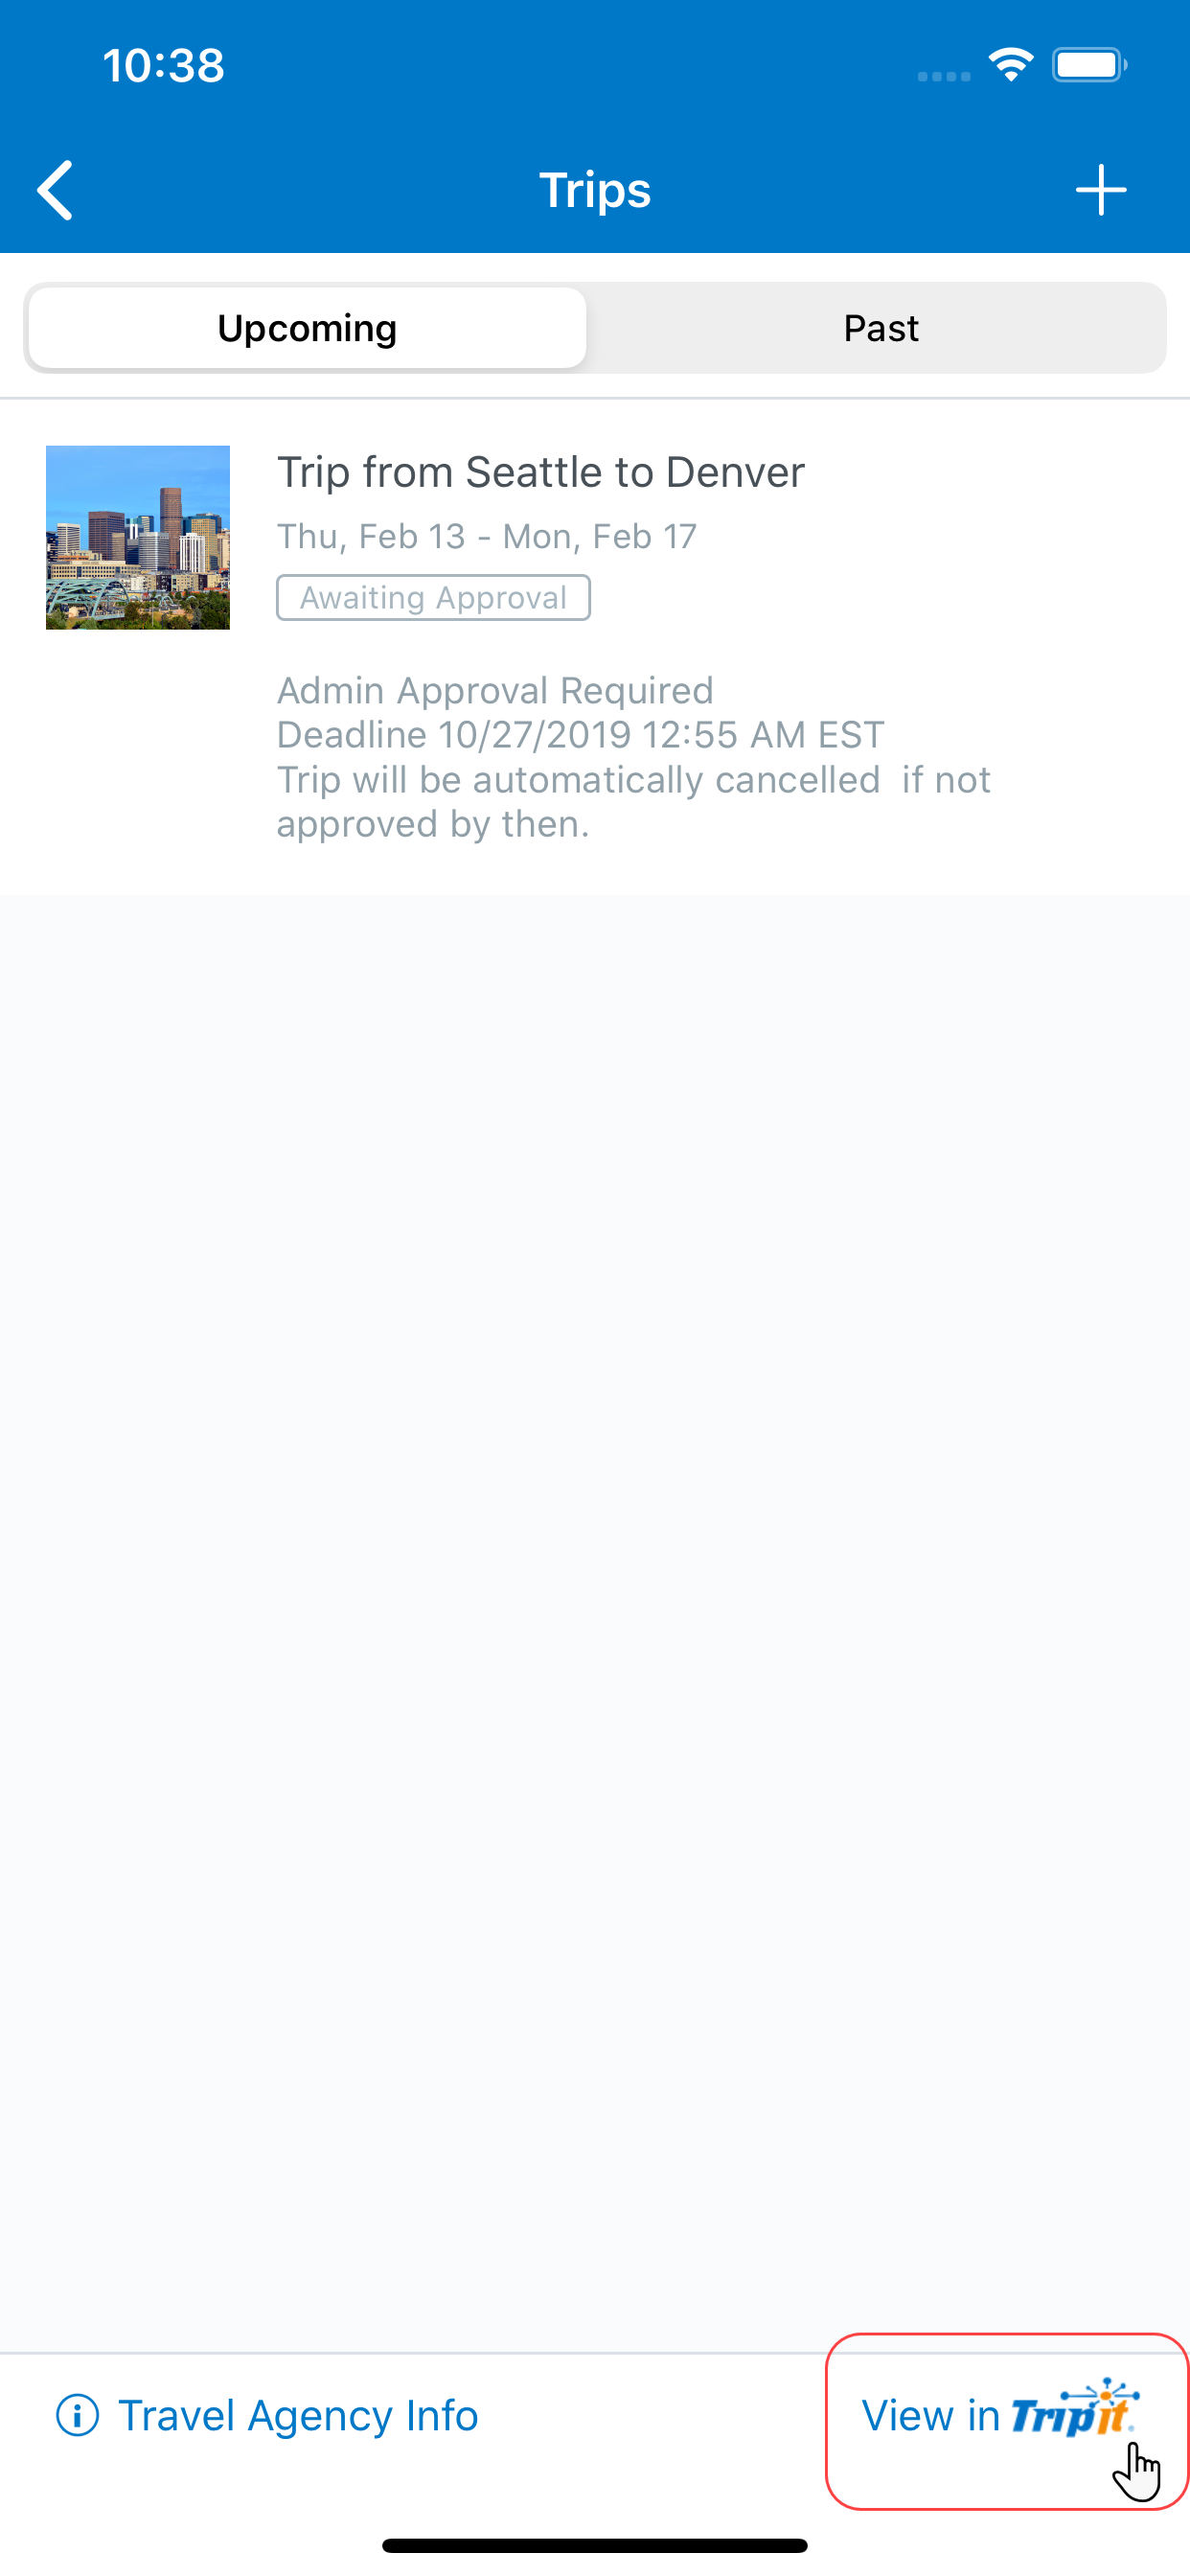 10:38
Trips
Upcoming
Past
Trip from Seattle to Denver
Thu, Feb 13 - Mon, Feb 17
Awaiting Approval
Admin Approval Required
Deadline 10/27/2019 12:55 AM EST
Trip will be automatically cancelled  if not
approved by then.
Travel Agency Info
View in TripIt.